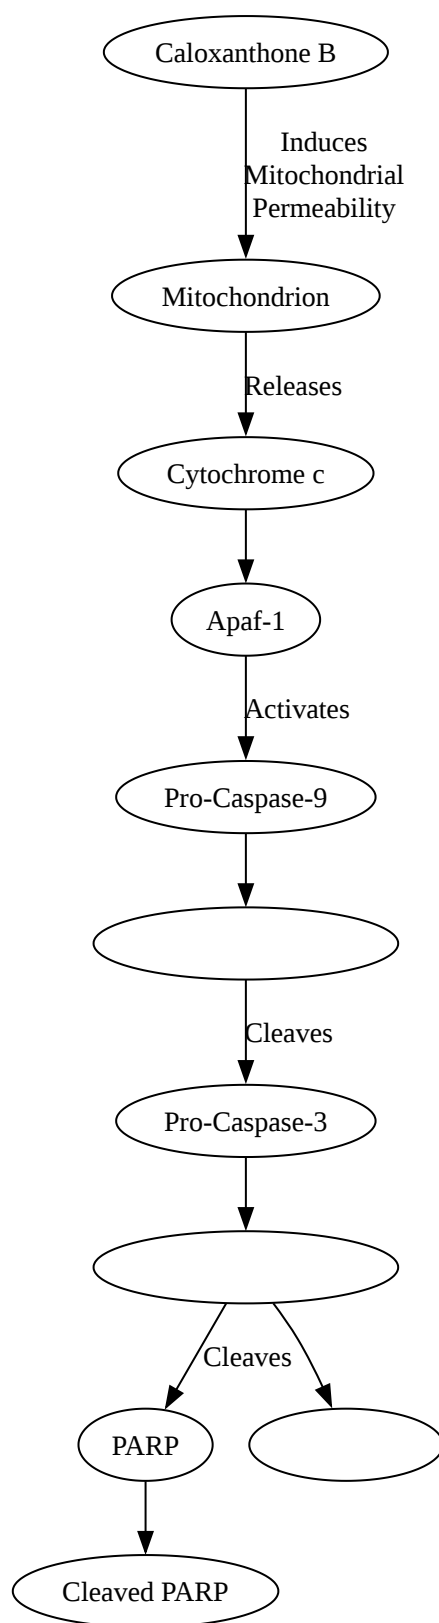 Caloxanthone B
Induces
Mitochondrial
Permeability
Mitochondrion
Releases
Cytochrome c
Apaf-1
Activates
Pro-Caspase-9
Cleaves
Pro-Caspase-3
Cleaves
PARP
Cleaved PARP